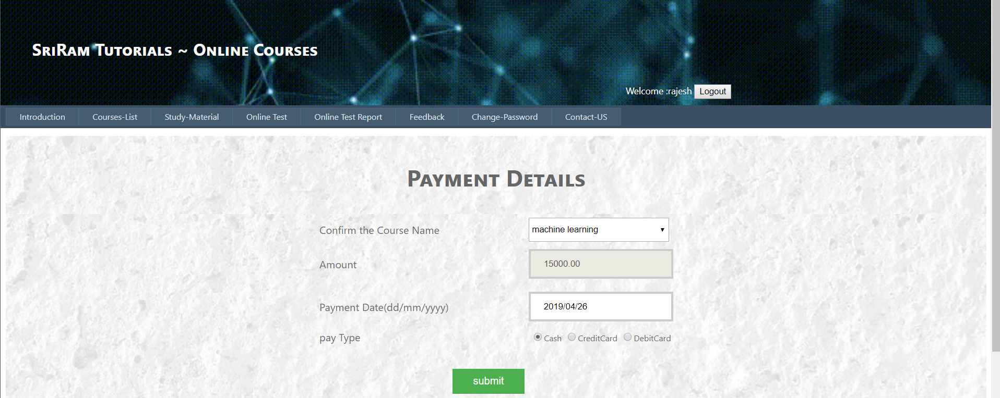 SriRam Tutorials ~ Online Courses
Welcome :rajesh Logout
Introduction Courses-List Study-Material Online Test Online Test Report Feedback Change-Password Contact-US
Payment Details
Confirm the Course Name machine learning
Amount 15000.00
Payment Date(dd/mm/yyyy) 2019/04/26
pay Type Cash CreditCard DebitCard
submit